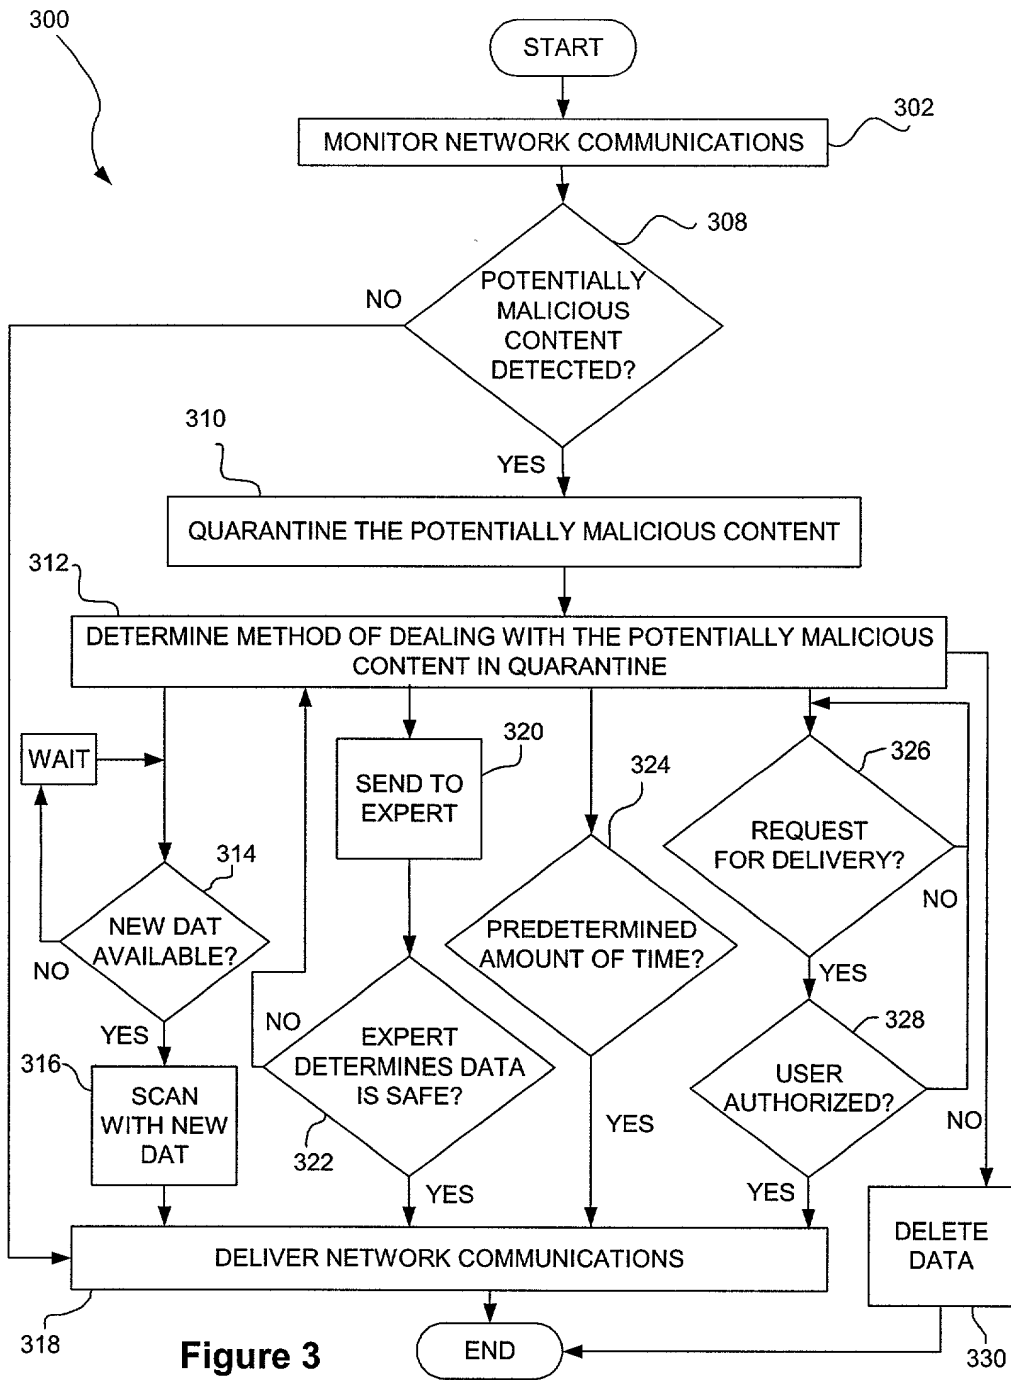 300
START
302
MONITOR NETWORK COMMUNICATIONS
308
POTENTIALLY
MALICIOUS
CONTENT
DETECTED?
NO
YES
310
QUARANTINE THE POTENTIALLY MALICIOUS CONTENT
312
DETERMINE METHOD OF DEALING WITH THE POTENTIALLY MALICIOUS
CONTENT IN QUARANTINE
WAIT
314
NEW DAT
AVAILABLE?
NO
YES
316
SCAN
WITH NEW
DAT
320
SEND TO
EXPERT
NO
EXPERT
DETERMINES DATA
IS SAFE?
322
YES
324
PREDETERMINED
AMOUNT OF TIME?
YES
326
REQUEST
FOR DELIVERY?
NO
YES
328
USER
AUTHORIZED?
NO
YES
DELETE
DATA
330
DELIVER NETWORK COMMUNICATIONS
318
END
Figure 3